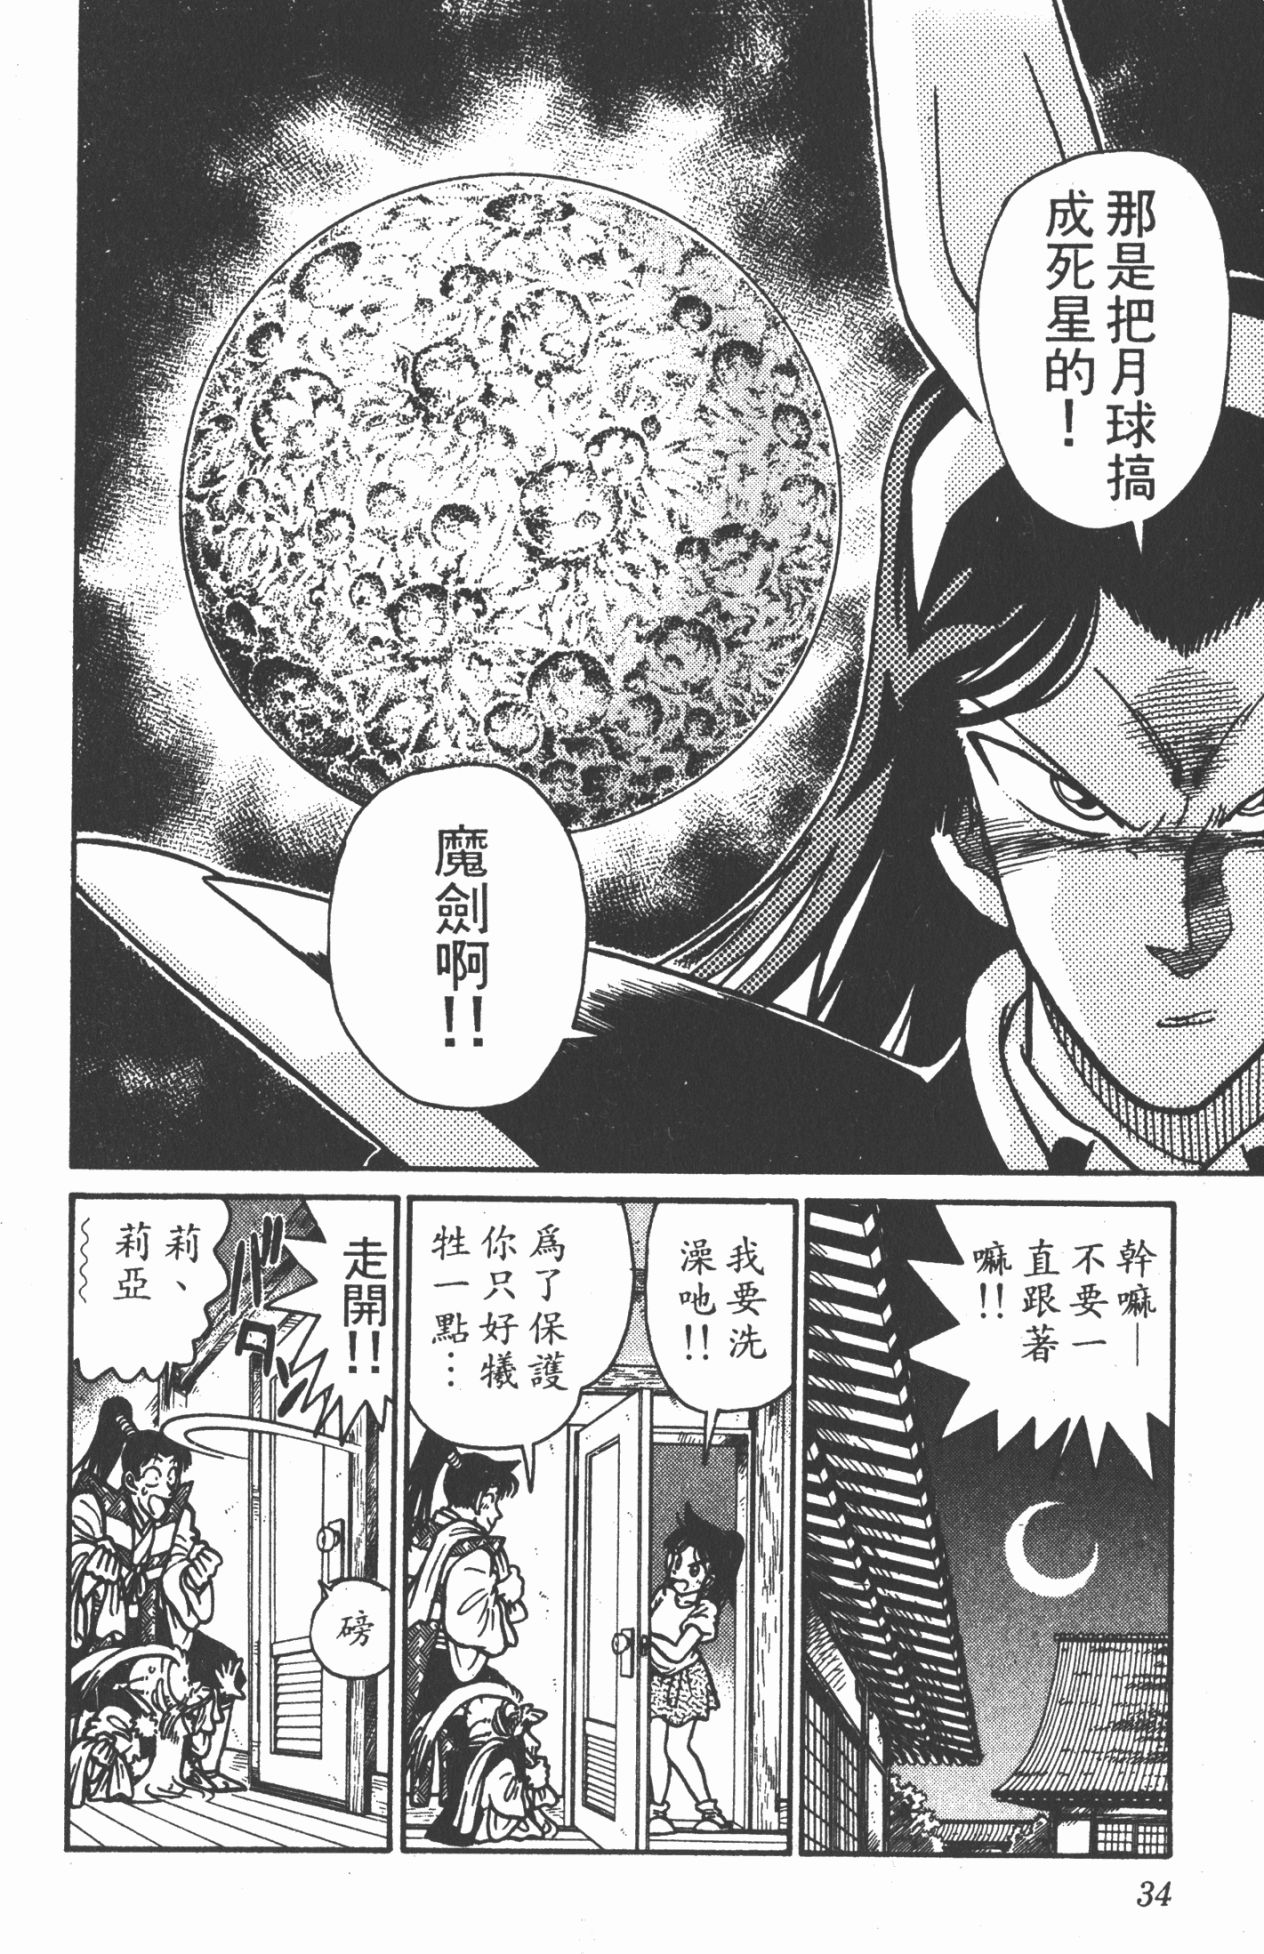 那是把月球搞
成死星的！
魔劍啊!!
幹嘛—
不要一
直跟著
嘛!!
我要洗
澡吔!!
爲了保護
你只好犧
牲一點…
走開!!
莉、
莉亞
磅
34